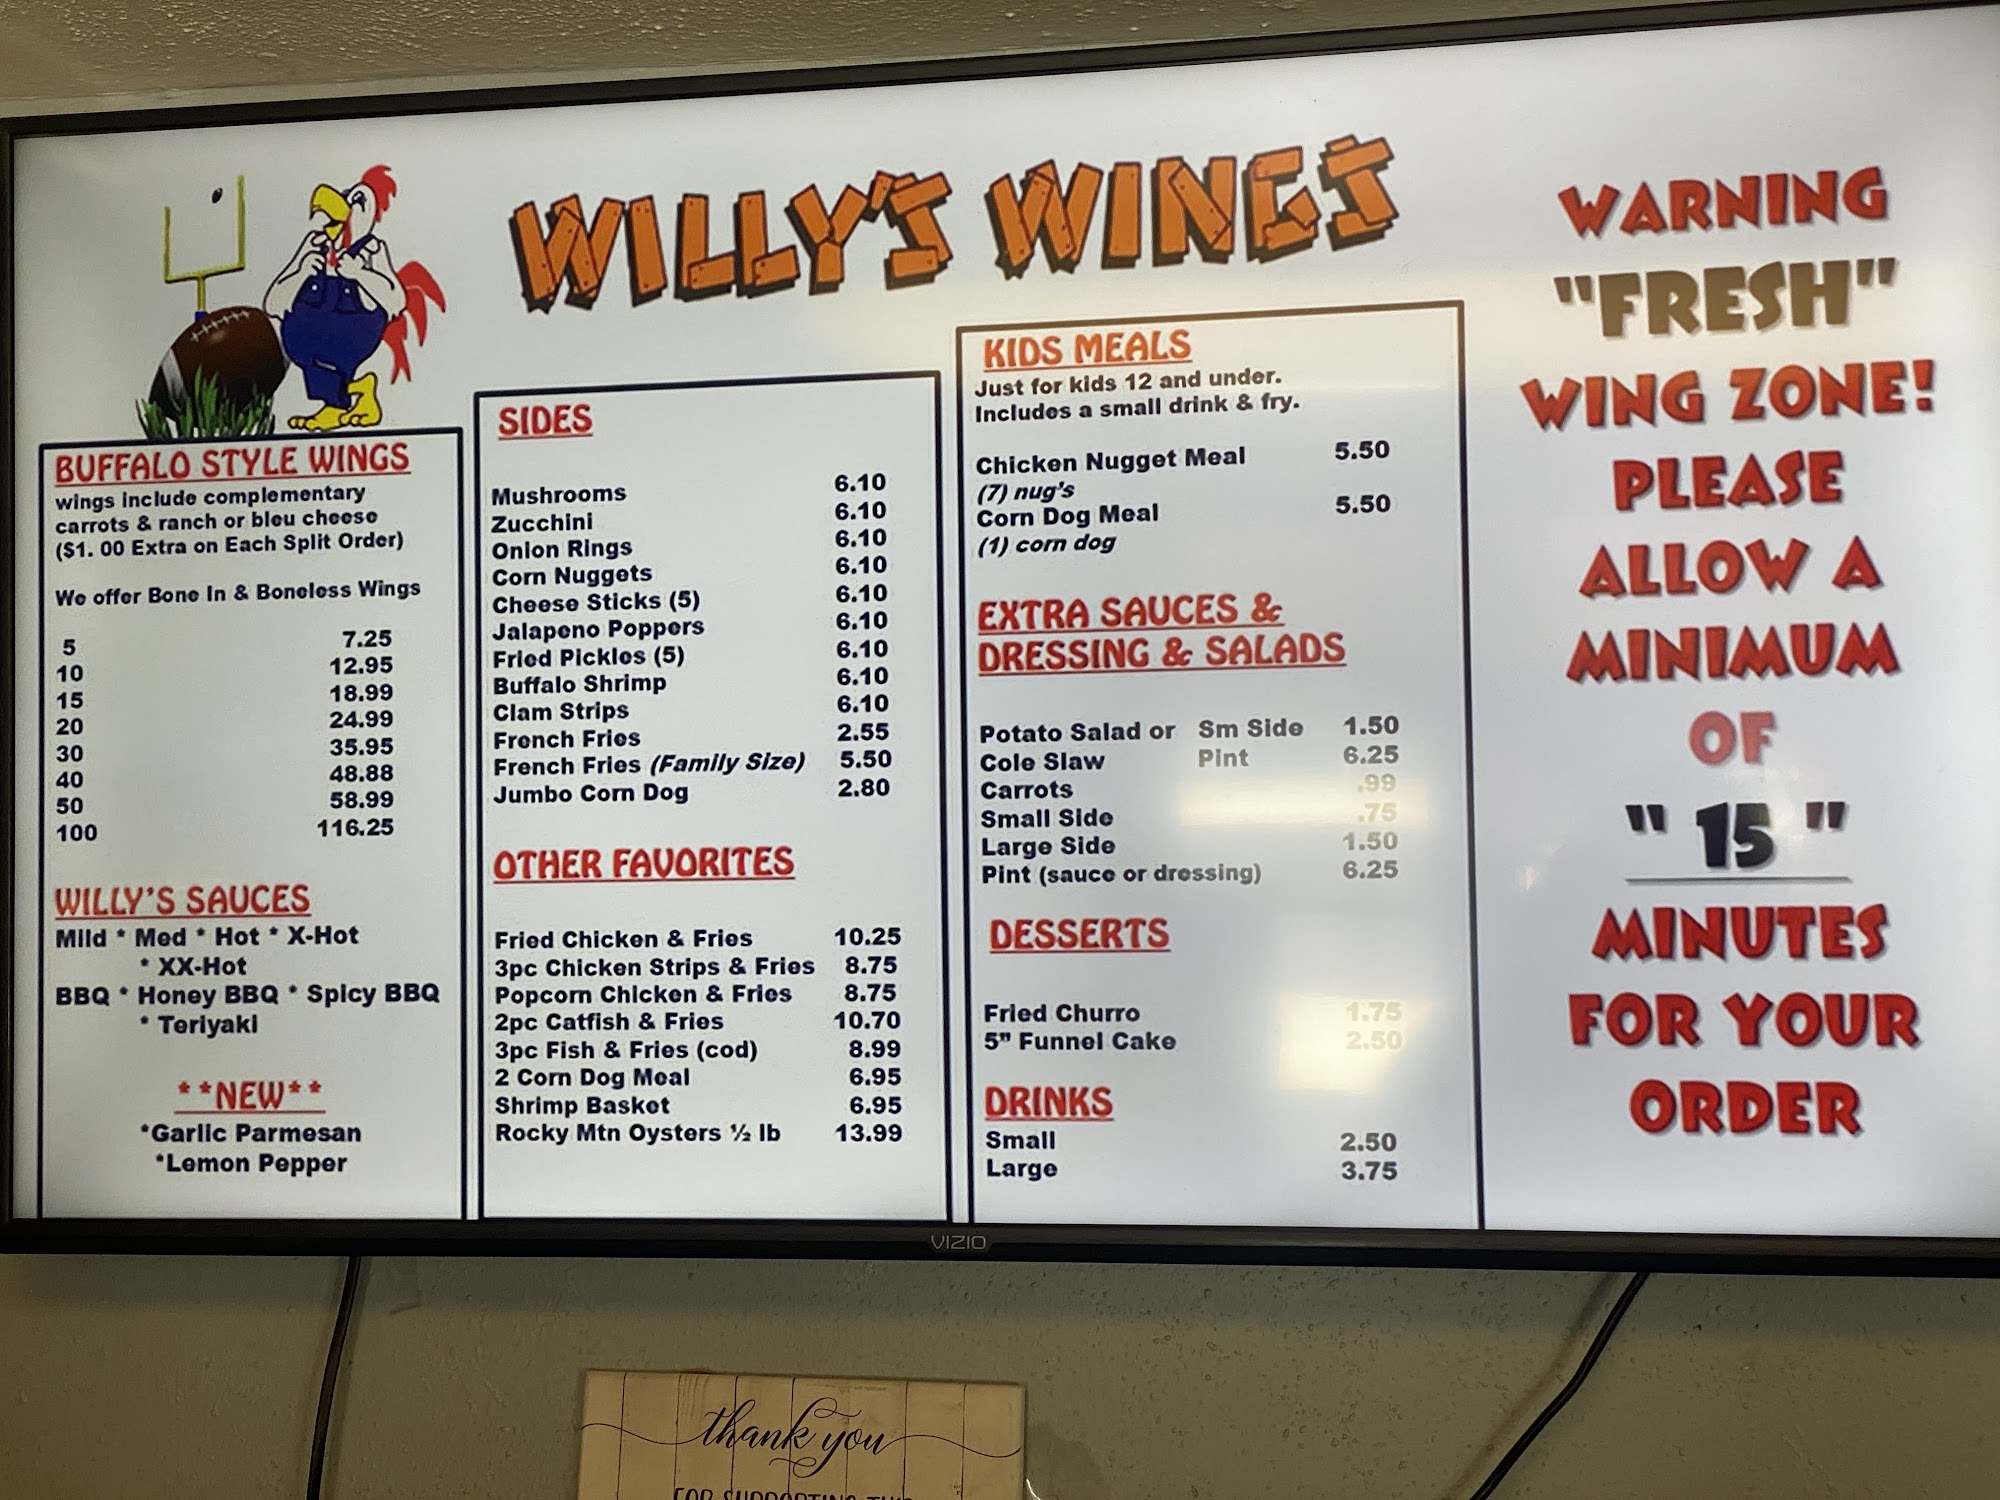 WILLY'S WINGS
BUFFALO STYLE WINGS
wings include complementary
carrots & ranch or bleu cheese
($1. 00 Extra on Each Split Order)
We offer Bone In & Boneless Wings
5 7.25
10 12.95
15 18.99
20 24.99
30 35.95
40 48.88
50 58.99
100 116.25
WILLY'S SAUCES
Mild * Med * Hot * X-Hot
* XX-Hot
BBQ * Honey BBQ * Spicy BBQ
* Teriyaki
**NEW**
*Garlic Parmesan
*Lemon Pepper
SIDES
Mushrooms 6.10
Zucchini 6.10
Onion Rings 6.10
Corn Nuggets 6.10
Cheese Sticks (5) 6.10
Jalapeno Poppers 6.10
Fried Pickles (5) 6.10
Buffalo Shrimp 6.10
Clam Strips 6.10
French Fries 2.55
French Fries (Family Size) 5.50
Jumbo Corn Dog 2.80
OTHER FAVORITES
Fried Chicken & Fries 10.25
3pc Chicken Strips & Fries 8.75
Popcorn Chicken & Fries 8.75
2pc Catfish & Fries 10.70
3pc Fish & Fries (cod) 8.99
2 Corn Dog Meal 6.95
Shrimp Basket 6.95
Rocky Mtn Oysters ½ lb 13.99
KIDS MEALS
Just for kids 12 and under.
Includes a small drink & fry.
Chicken Nugget Meal 5.50
(7) nug's
Corn Dog Meal 5.50
(1) corn dog
EXTRA SAUCES &
DRESSING & SALADS
Potato Salad or Sm Side 1.50
Cole Slaw Pint 6.25
Carrots .99
Small Side .75
Large Side 1.50
Pint (sauce or dressing) 6.25
DESSERTS
Fried Churro 1.75
5" Funnel Cake 2.50
DRINKS
Small 2.50
Large 3.75
WARNING
"FRESH"
WING ZONE!
PLEASE
ALLOW A
MINIMUM
OF
" 15 "
MINUTES
FOR YOUR
ORDER
VIZIO
thank you
FOR SUPPORTING